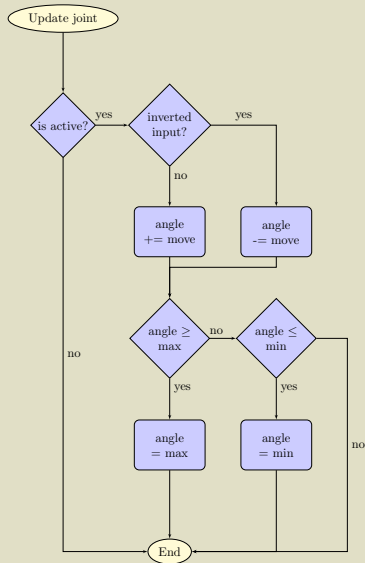 Update joint
is active?
yes
inverted
input?
yes
no
angle
+= move
angle
-= move
angle ≥
max
no
angle ≤
min
no
yes
yes
no
angle
= max
angle
= min
End